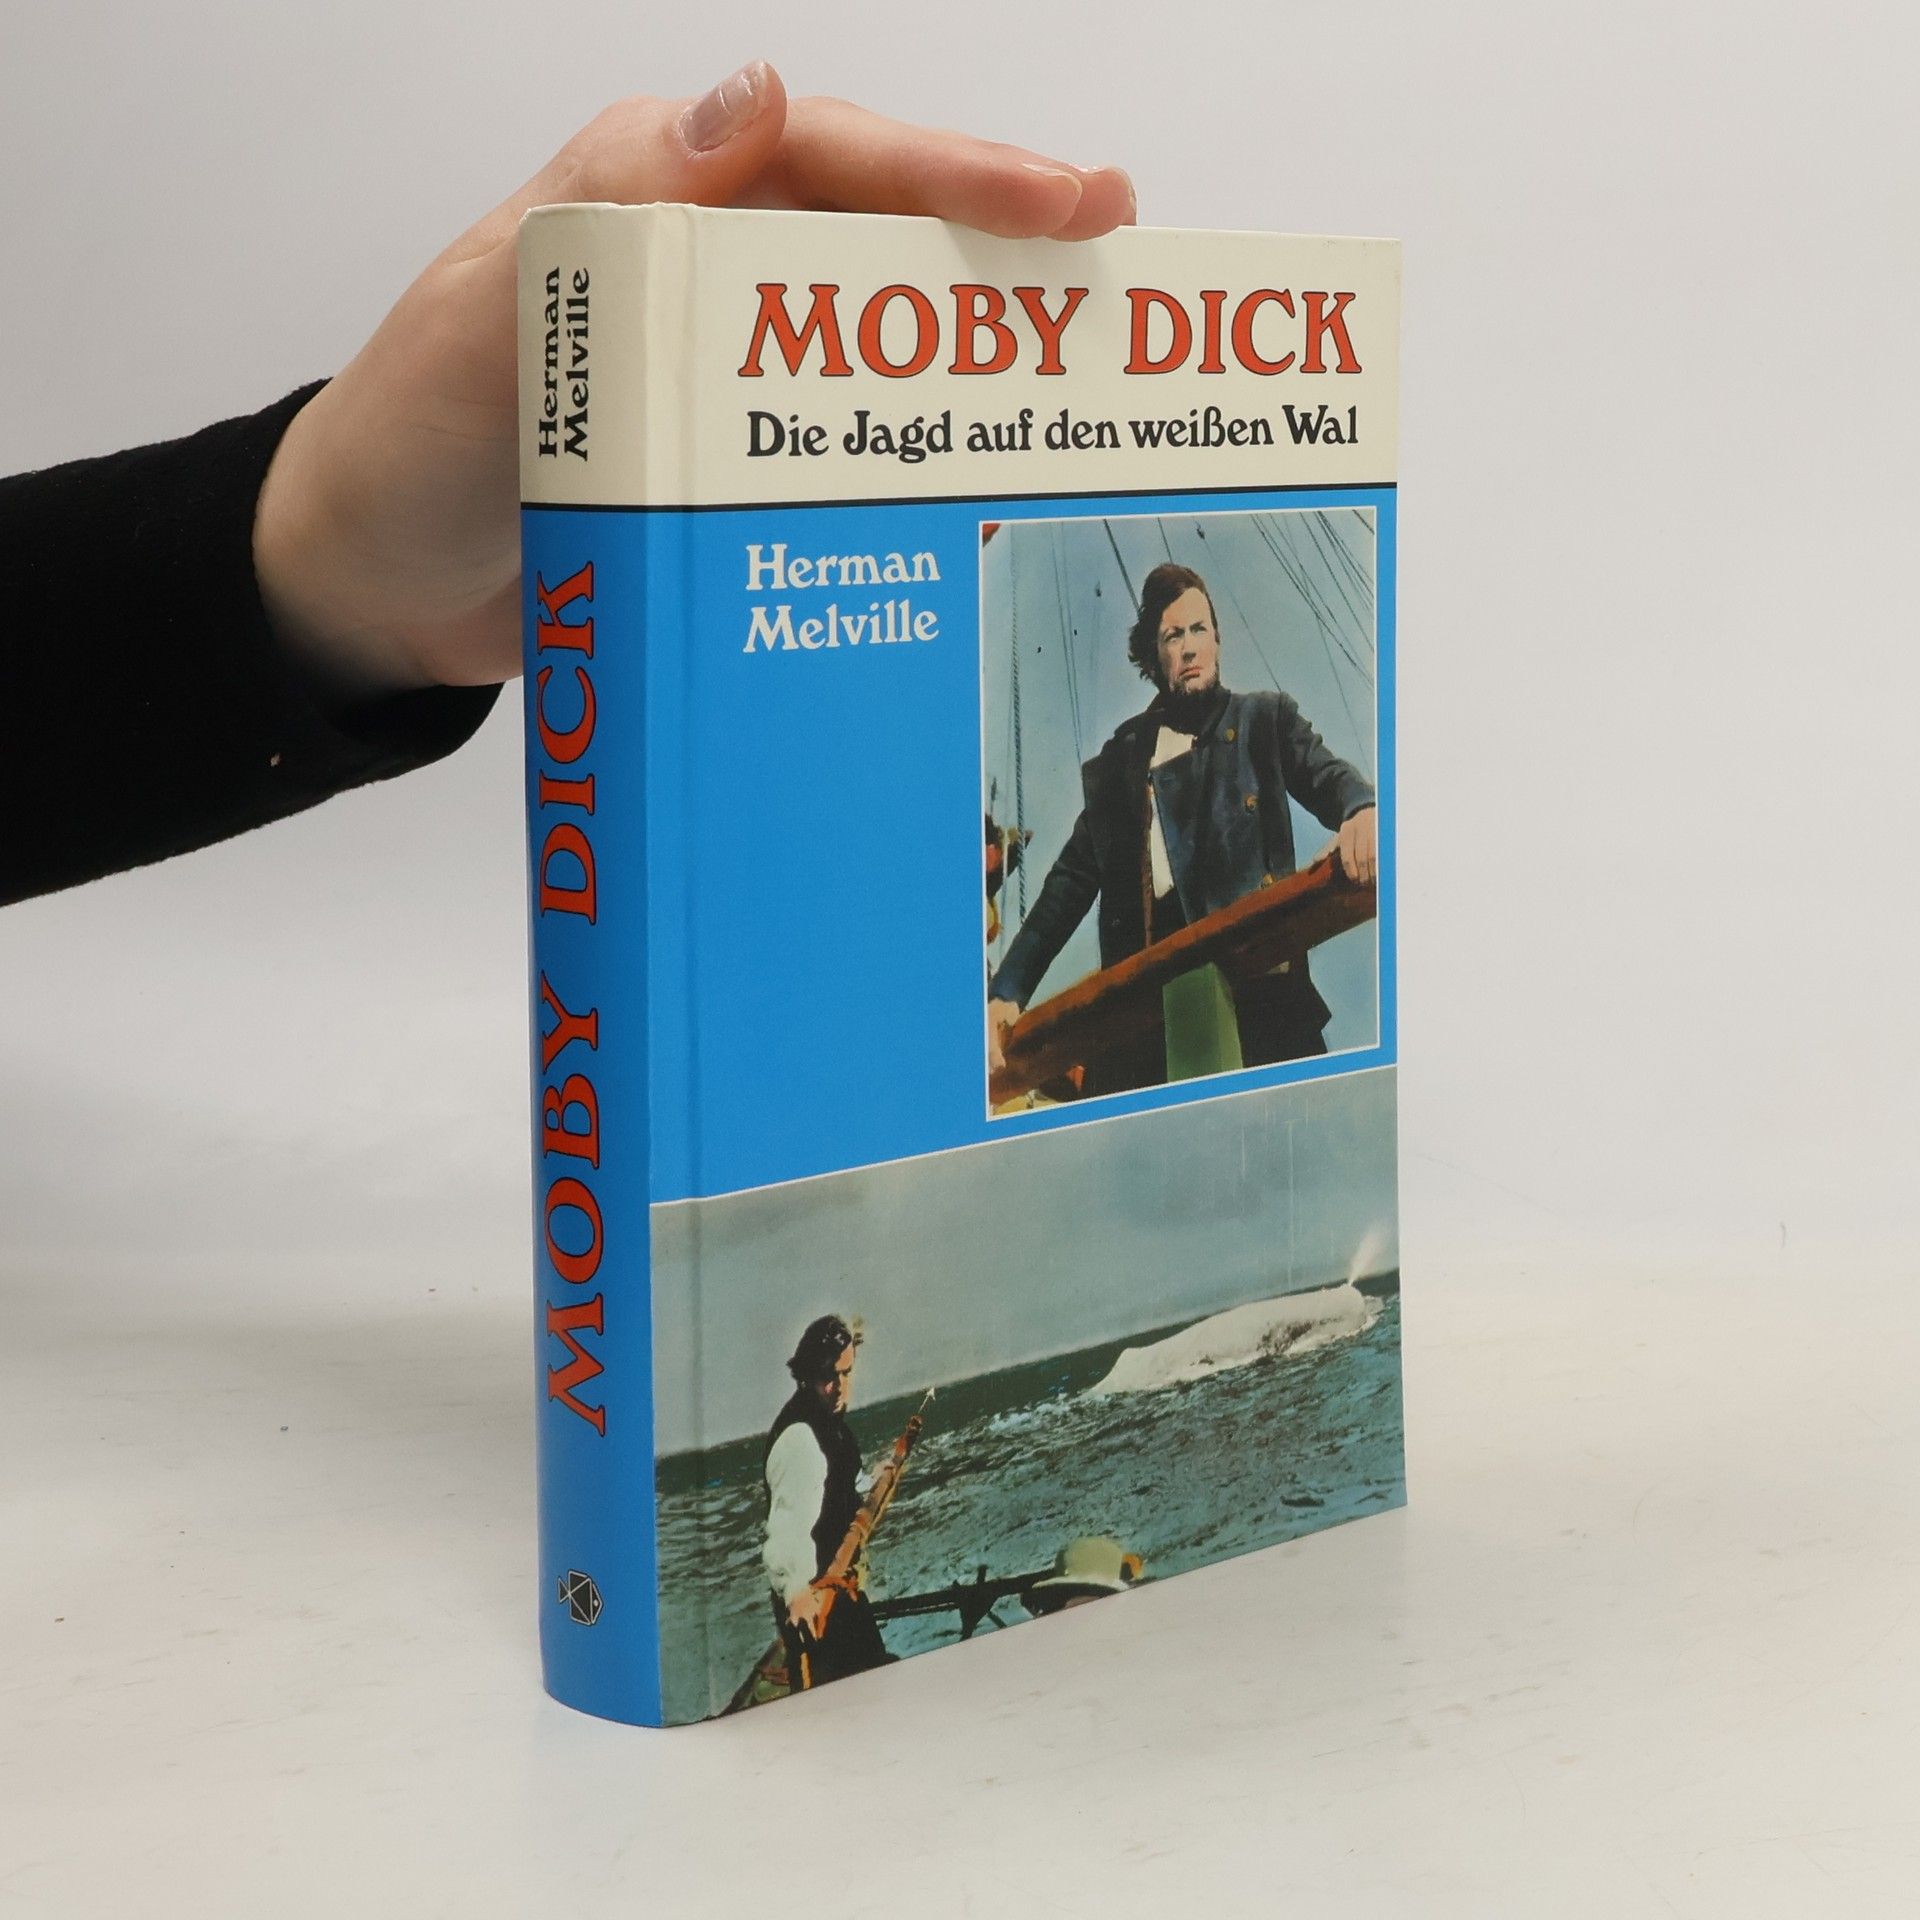 Herman
Melville
MOBY DICK
MOBY DICK
Die Jagd auf den weißen Wal
Herman
Melville